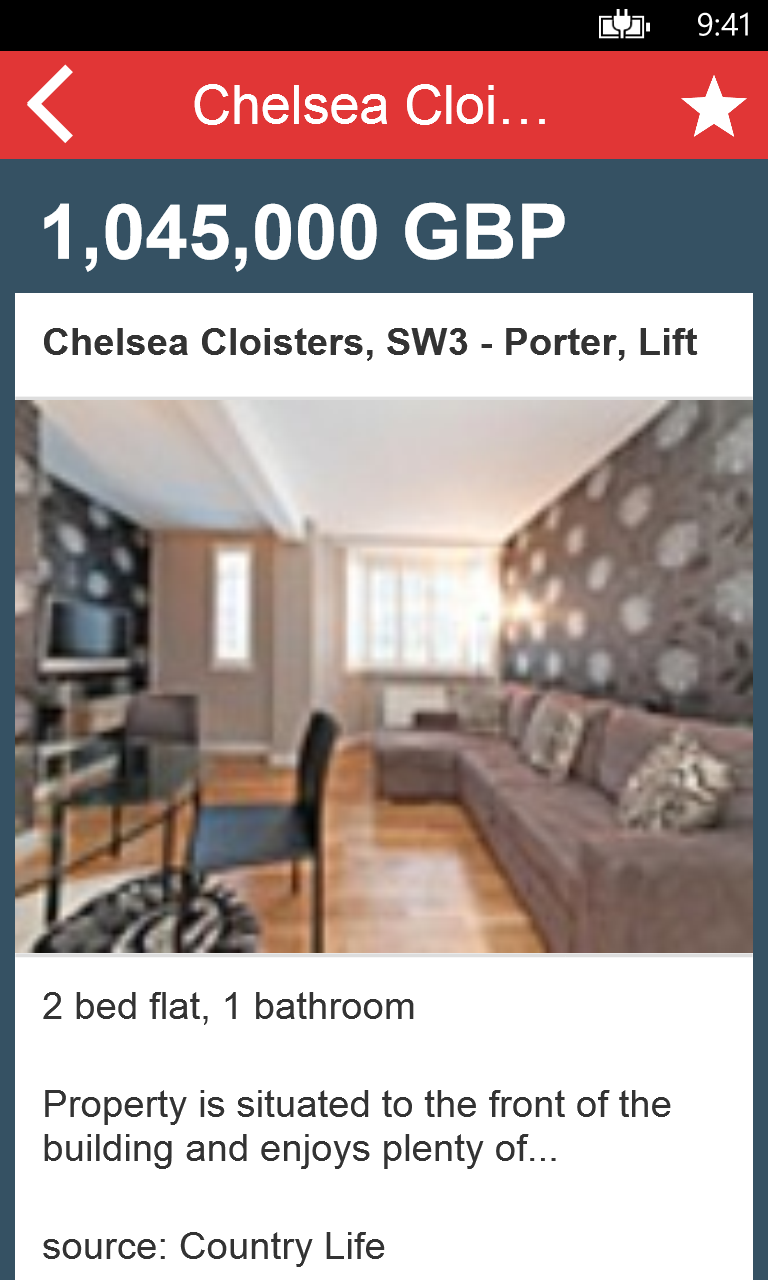 9:41
Chelsea Cloi...
1,045,000 GBP
Chelsea Cloisters, SW3 - Porter, Lift
2 bed flat, 1 bathroom
Property is situated to the front of the
building and enjoys plenty of...
source: Country Life